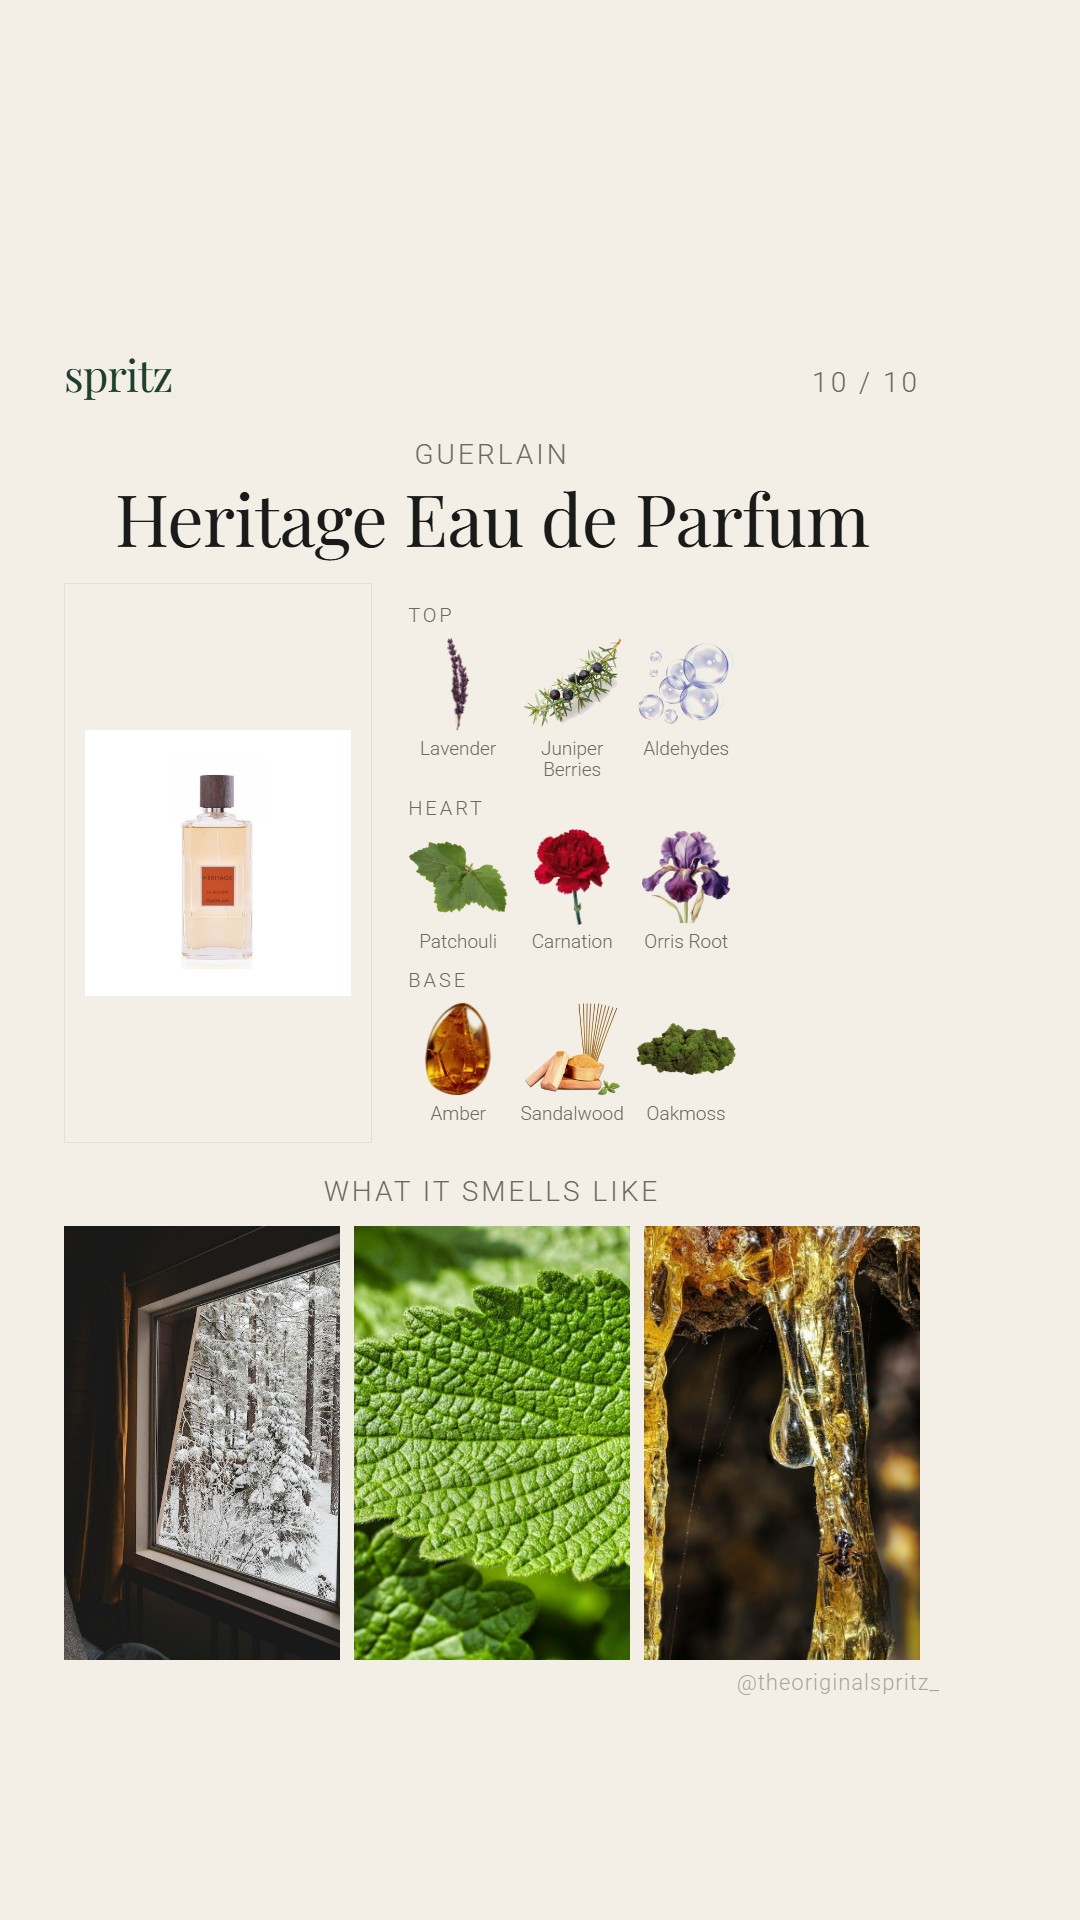 spritz
10 / 10
GUERLAIN
Heritage Eau de Parfum
TOP
Lavender
Juniper
Berries
Aldehydes
HEART
Patchouli
Carnation
Orris Root
BASE
Amber
Sandalwood
Oakmoss
HERITAGE
WHAT IT SMELLS LIKE
@theoriginalspritz_